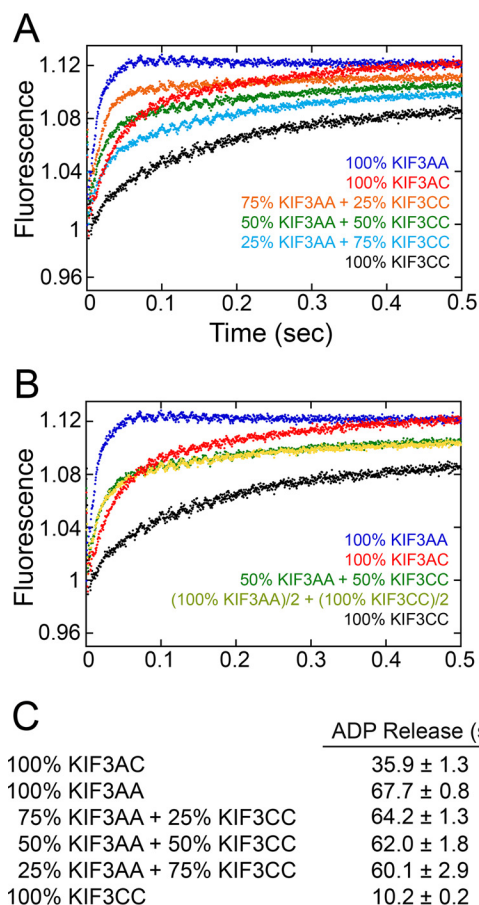 A
1.12
1.08
1.04
1
0.96
Fluorescence
100% KIF3AA
100% KIF3AC
75% KIF3AA + 25% KIF3CC
50% KIF3AA + 50% KIF3CC
25% KIF3AA + 75% KIF3CC
100% KIF3CC
0 0.1 0.2 0.3 0.4 0.5
Time (sec)
B
1.12
1.08
1.04
1
0.96
Fluorescence
100% KIF3AA
100% KIF3AC
50% KIF3AA + 50% KIF3CC
(100% KIF3AA)/2 + (100% KIF3CC)/2
100% KIF3CC
0 0.1 0.2 0.3 0.4 0.5
C
ADP Release (s
100% KIF3AC 35.9 ± 1.3
100% KIF3AA 67.7 ± 0.8
75% KIF3AA + 25% KIF3CC 64.2 ± 1.3
50% KIF3AA + 50% KIF3CC 62.0 ± 1.8
25% KIF3AA + 75% KIF3CC 60.1 ± 2.9
100% KIF3CC 10.2 ± 0.2